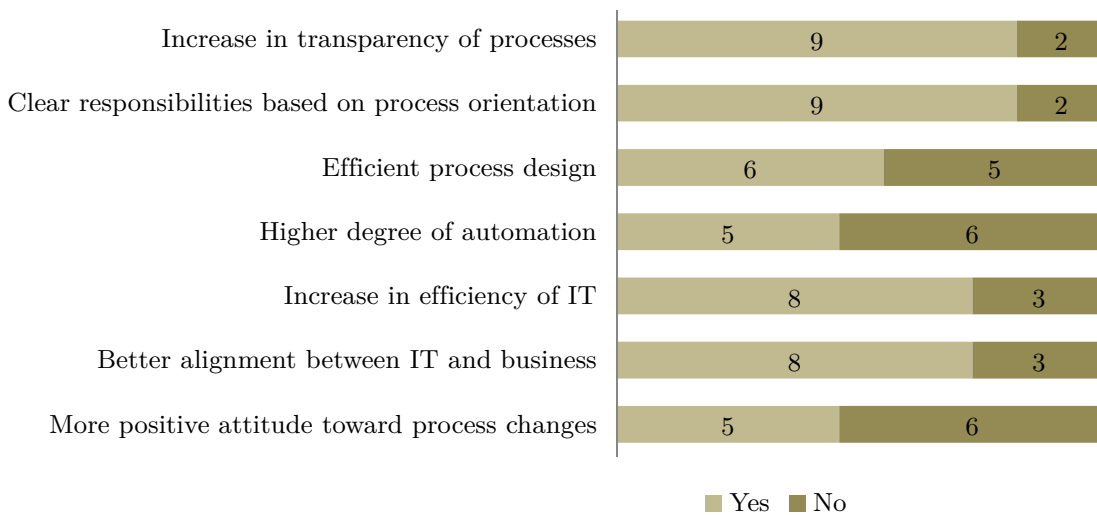 Increase in transparency of processes 9 2
Clear responsibilities based on process orientation 9 2
Efficient process design 6 5
Higher degree of automation 5 6
Increase in efficiency of IT 8 3
Better alignment between IT and business 8 3
More positive attitude toward process changes 5 6
Yes No